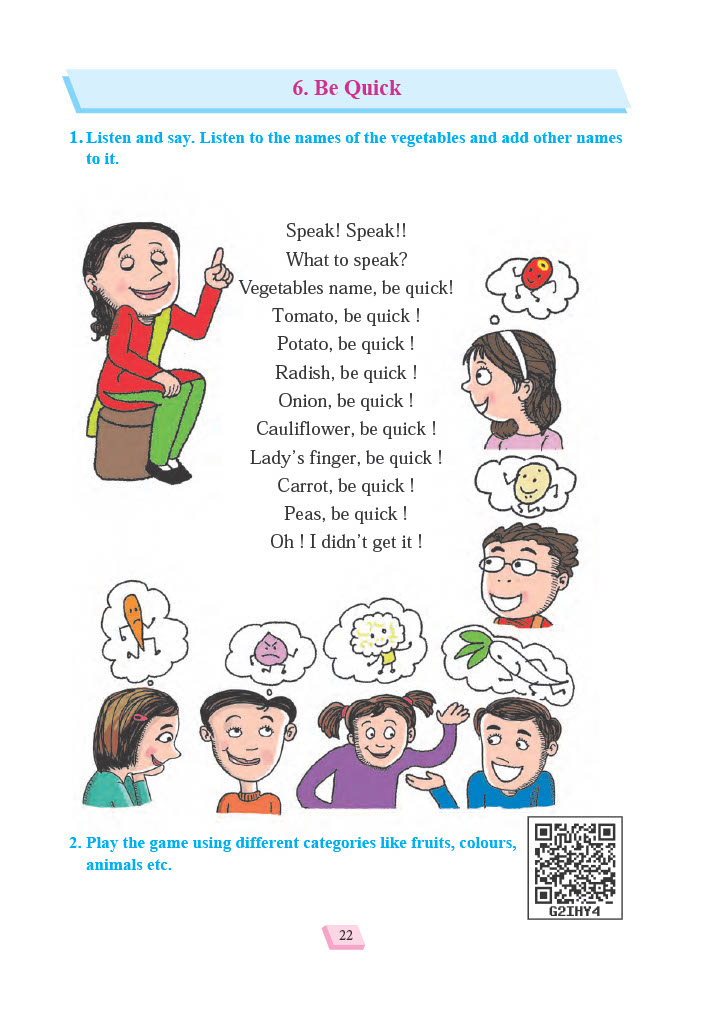 6. Be Quick
1. Listen and say. Listen to the names of the vegetables and add other names
to it.
Speak! Speak!!
What to speak?
Vegetables name, be quick!
Tomato, be quick !
Potato, be quick !
Radish, be quick !
Onion, be quick !
Cauliflower, be quick !
Lady's finger, be quick !
Carrot, be quick !
Peas, be quick !
Oh ! I didn't get it !
2. Play the game using different categories like fruits, colours,
animals etc.
G2IHY4
22